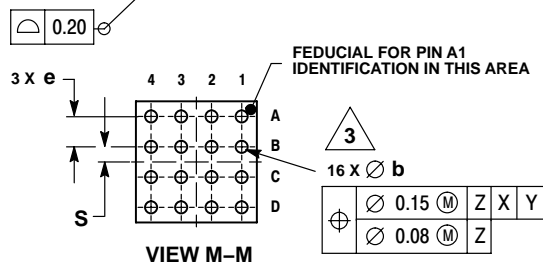 0.20
FEDUCIAL FOR PIN A1
IDENTIFICATION IN THIS AREA
3 X e
4 3 2 1
A
B
C
D
3
16 X ∅ b
∅ 0.15 Ⓜ Z X Y
∅ 0.08 Ⓜ Z
S
VIEW M–M